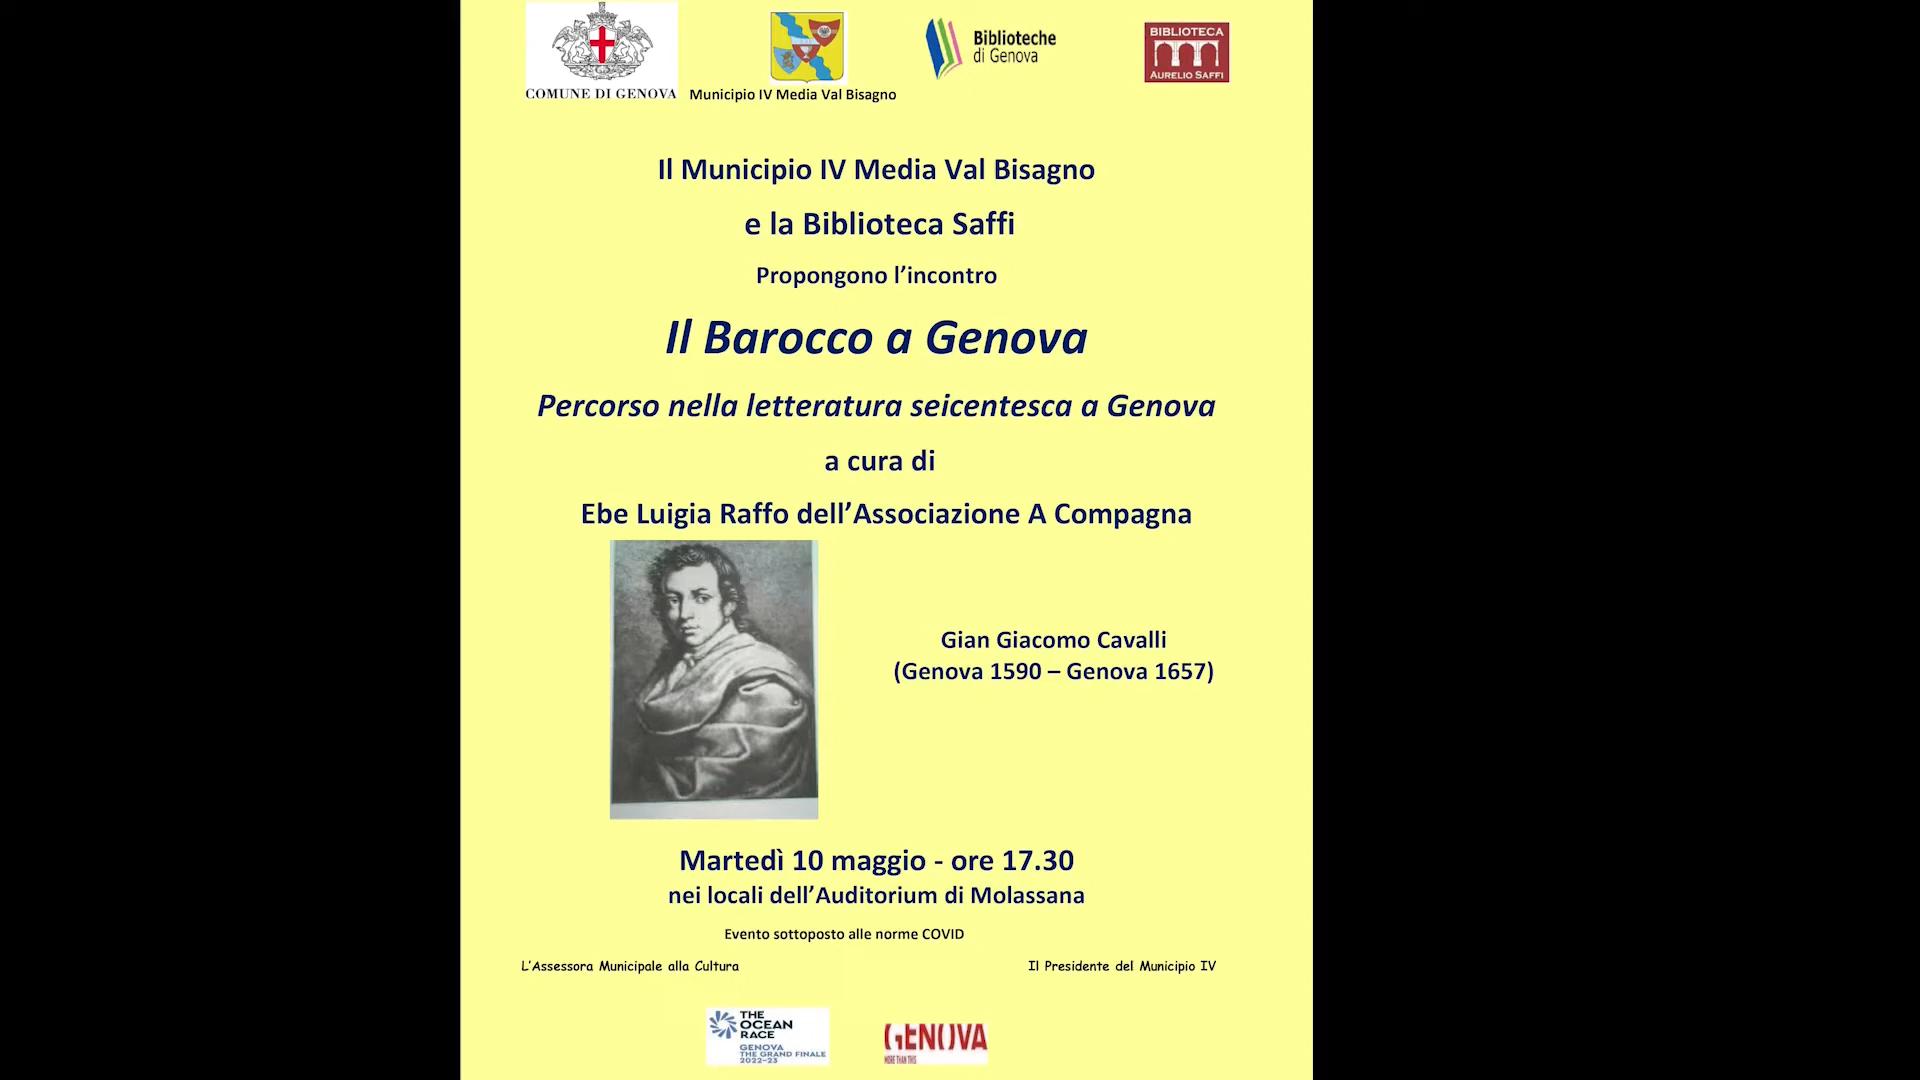 COMUNE DI GENOVA
Municipio IV Media Val Bisagno
Biblioteche
di Genova
BIBLIOTECA
AURELIO SAFFI
Il Municipio IV Media Val Bisagno
e la Biblioteca Saffi
Propongono l’incontro
Il Barocco a Genova
Percorso nella letteratura seicentesca a Genova
a cura di
Ebe Luigia Raffo dell’Associazione A Compagna
Gian Giacomo Cavalli
(Genova 1590 – Genova 1657)
Martedì 10 maggio - ore 17.30
nei locali dell’Auditorium di Molassana
Evento sottoposto alle norme COVID
L’Assessora Municipale alla Cultura
Il Presidente del Municipio IV
THE
OCEAN
RACE
GENOVA
THE GRAND FINALE
2022-23
GENOVA
MORE THAN THIS